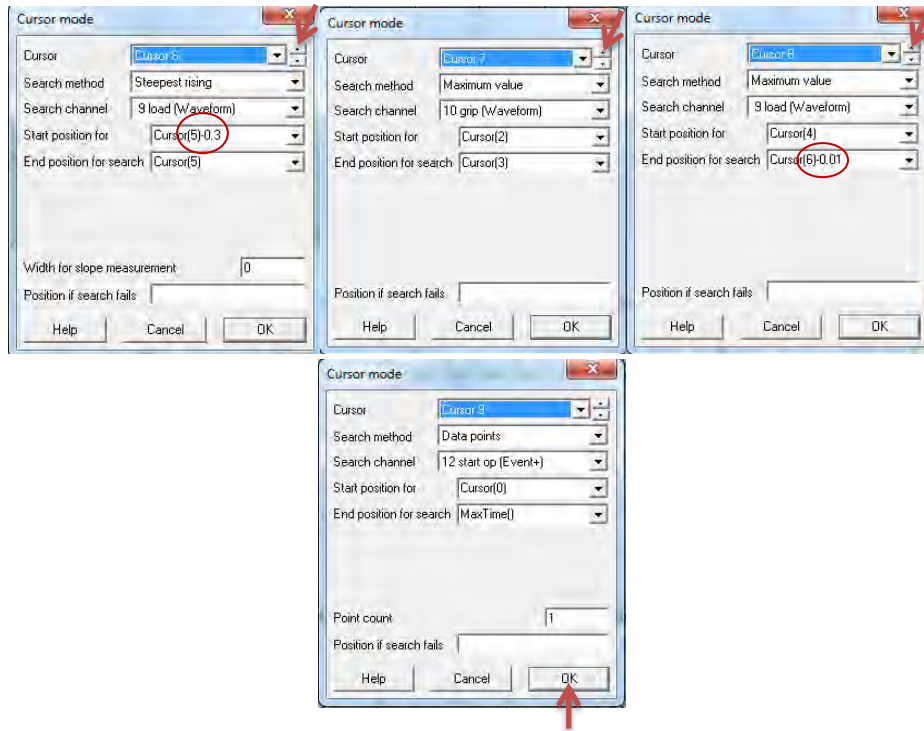 Cursor mode
Cursor Cursor 6
Search method Steepest rising
Search channel 9 load (Waveform)
Start position for Cursor(5)-0.3
End position for search Cursor(5)
Width for slope measurement 0
Position if search fails
Help Cancel OK
Cursor mode
Cursor Cursor 7
Search method Maximum value
Search channel 10 grip (Waveform)
Start position for Cursor(2)
End position for search Cursor(3)
Position if search fails
Help Cancel OK
Cursor mode
Cursor Cursor 8
Search method Maximum value
Search channel 9 load (Waveform)
Start position for Cursor(4)
End position for search Cursor(6)-0.01
Position if search fails
Help Cancel OK
Cursor mode
Cursor Cursor 9
Search method Data points
Search channel 12 start op (Event+)
Start position for Cursor(0)
End position for search MaxTime()
Point count 1
Position if search fails
Help Cancel OK